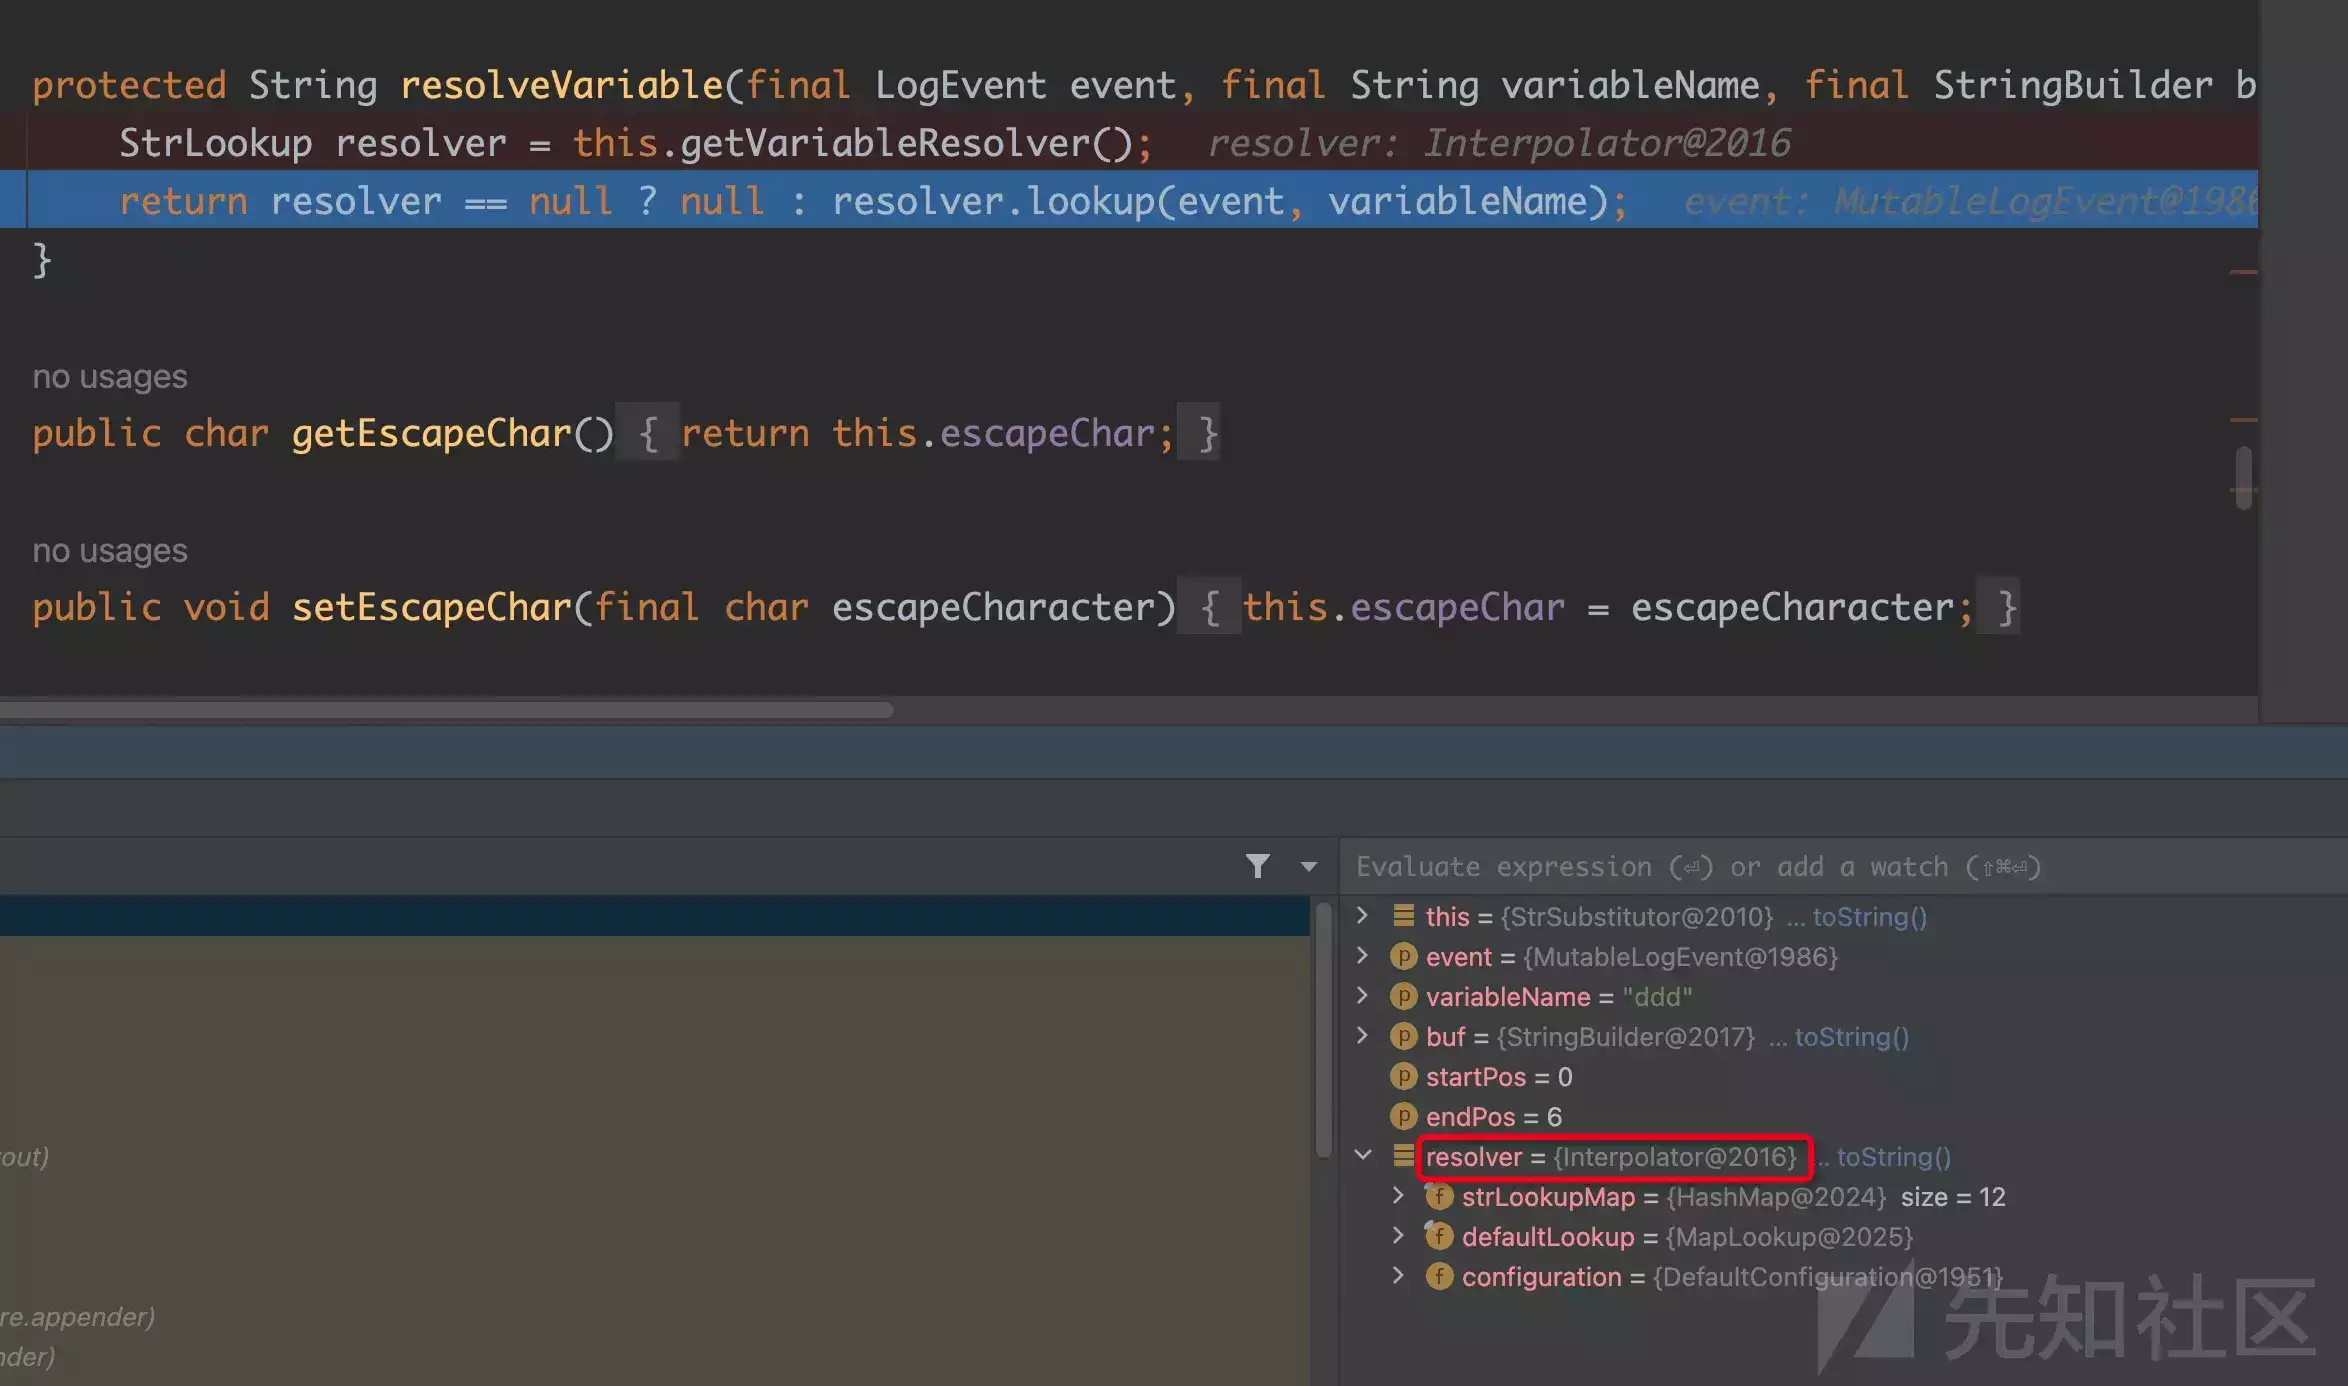 protected String resolveVariable(final LogEvent event, final String variableName, final StringBuilder b
StrLookup resolver = this.getVariableResolver(); resolver: Interpolator@2016
return resolver == null ? null : resolver.lookup(event, variableName); event: MutableLogEvent@1986
}
no usages
public char getEscapeChar() { return this.escapeChar; }
no usages
public void setEscapeChar(final char escapeCharacter) { this.escapeChar = escapeCharacter; }
Evaluate expression (⏎) or add a watch (⇧⌘⏎)
this = {StrSubstitutor@2010} ... toString()
event = {MutableLogEvent@1986}
variableName = "ddd"
buf = {StringBuilder@2017} ... toString()
startPos = 0
endPos = 6
resolver = {Interpolator@2016} ... toString()
strLookupMap = {HashMap@2024} size = 12
defaultLookup = {MapLookup@2025}
configuration = {DefaultConfiguration@1951}
out)
re.appender)
nder)
先知社区